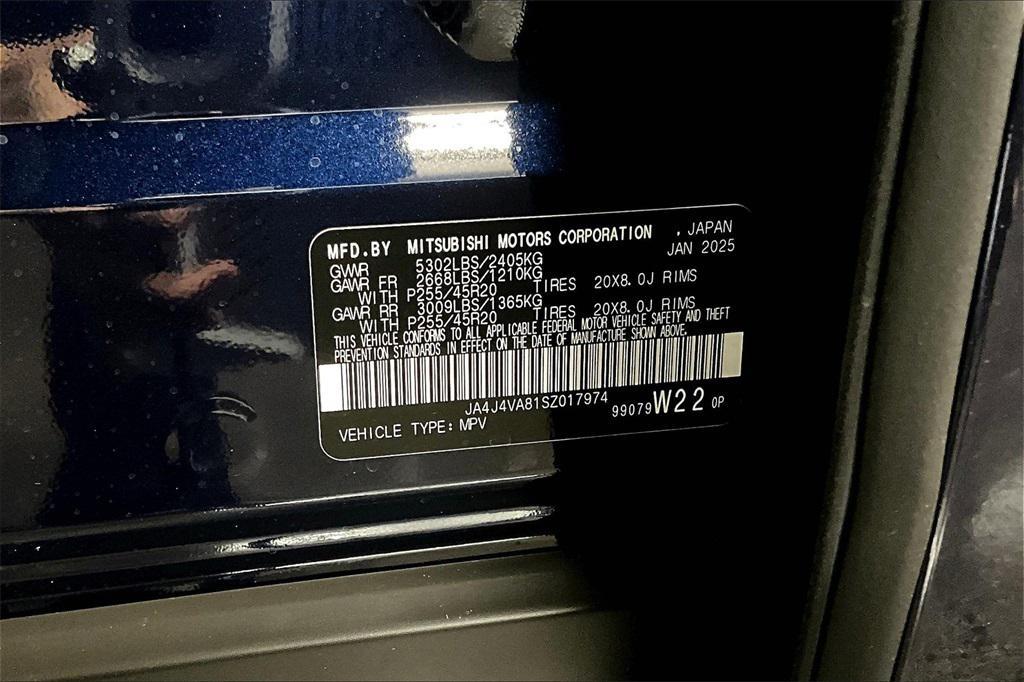 MFD.BY MITSUBISHI MOTORS CORPORATION , JAPAN
JAN 2025
GVWR 5302LBS/2405KG
GAWR FR 2668LBS/1210KG
WITH P255/45R20 TIRES 20X8.0J RIMS
GAWR RR 3009LBS/1365KG
WITH P255/45R20 TIRES 20X8.0J RIMS
THIS VEHICLE CONFORMS TO ALL APPLICABLE FEDERAL MOTOR VEHICLE SAFETY AND THEFT
PREVENTION STANDARDS IN EFFECT ON THE DATE OF MANUFACTURE SHOWN ABOVE.
JA4J4VA81SZ017974
99079 W22 0P
VEHICLE TYPE: MPV